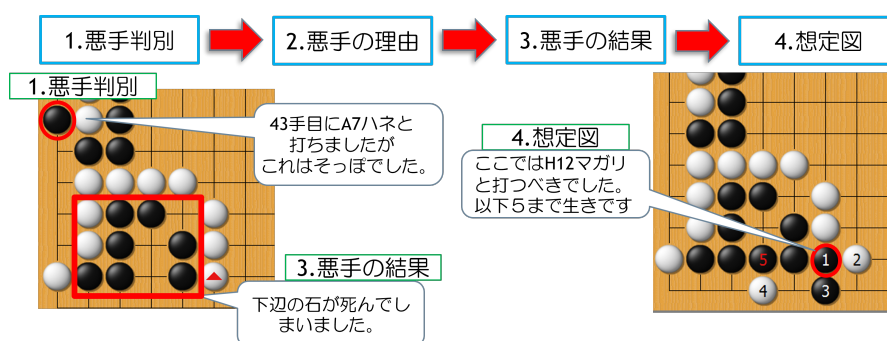 1.悪手判別
2.悪手の理由
3.悪手の結果
4.想定図
1.悪手判別
43手目にA7ハネと
打ちましたが
これはそっぽでした。
3.悪手の結果
下辺の石が死んでし
まいました。
4.想定図
ここではH12マガリ
と打つべきでした。
以下５まで生きです
5
1
2
4
3